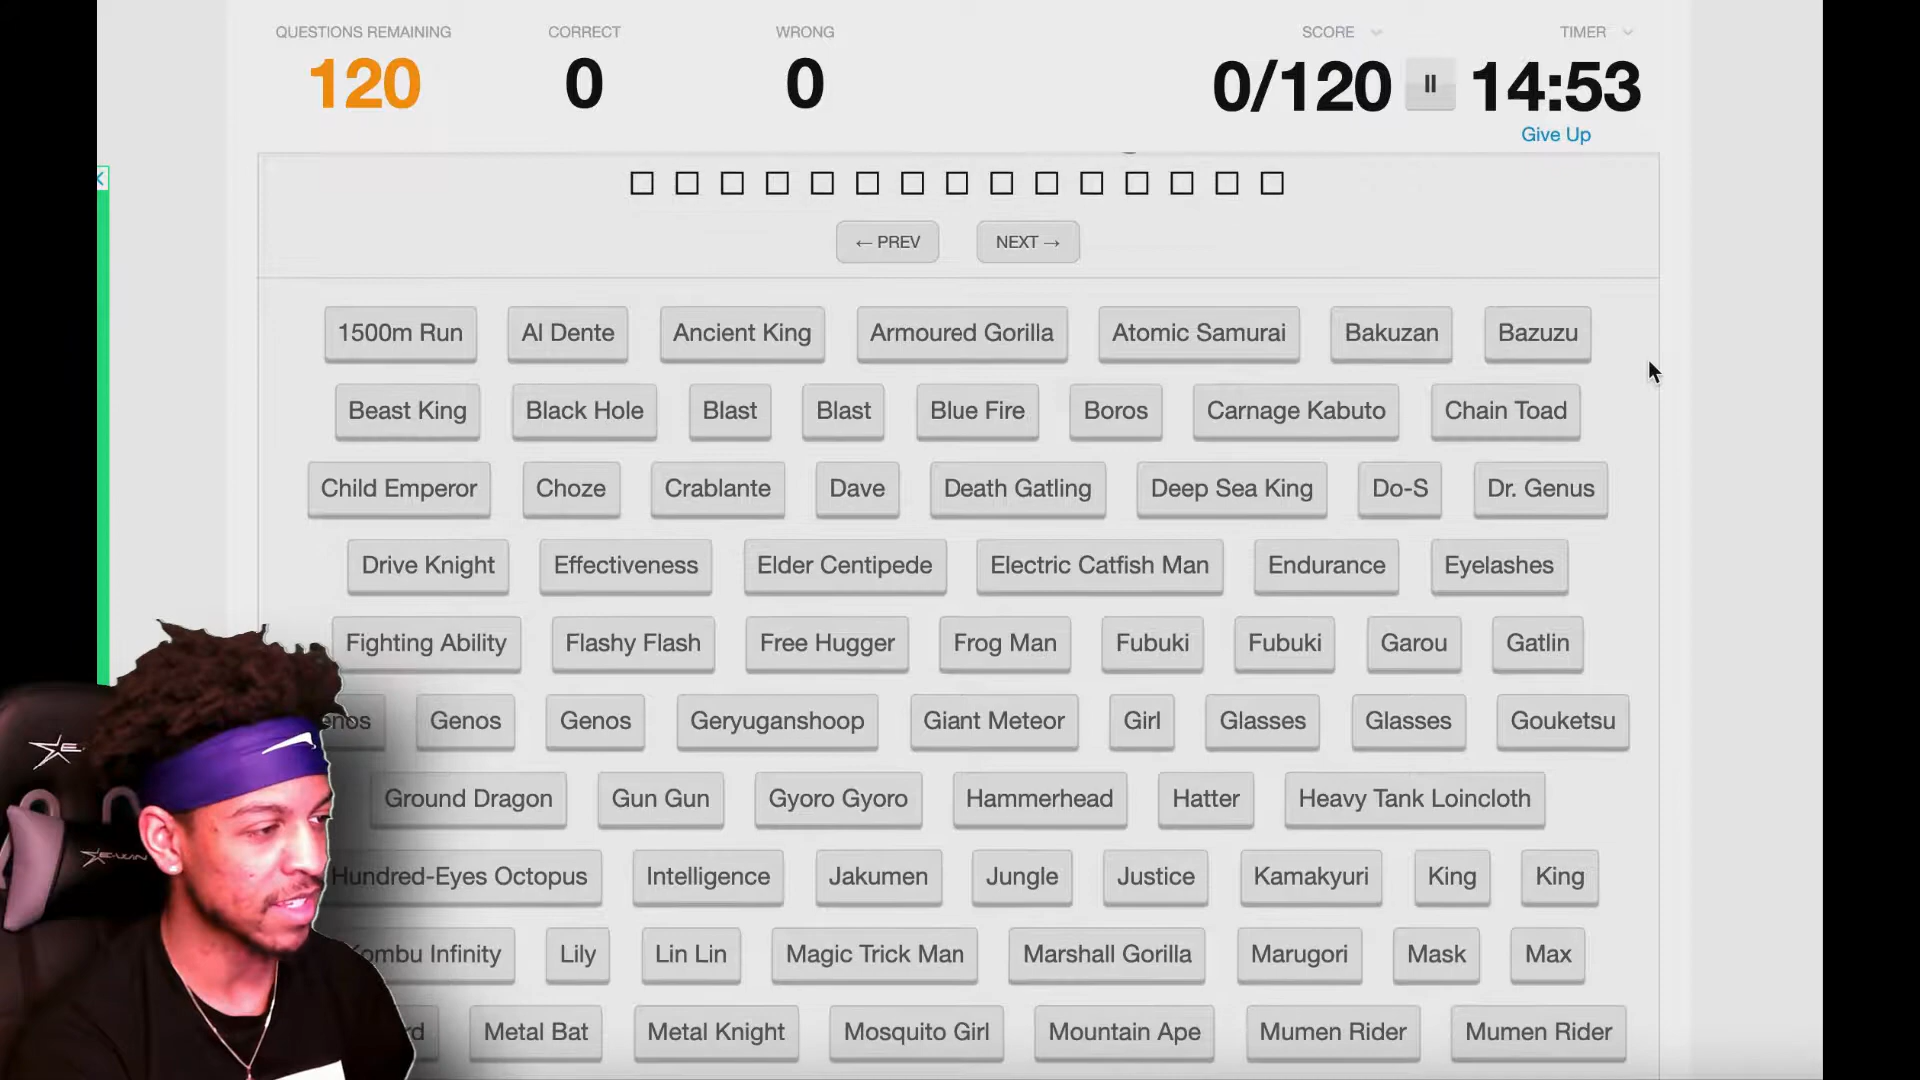 QUESTIONS REMAINING CORRECT WRONG SCORE TIMER
120 0 0 0/120 14:53
Give Up
← PREV NEXT →
1500m Run Al Dente Ancient King Armoured Gorilla Atomic Samurai Bakuzan Bazuzu
Beast King Black Hole Blast Blast Blue Fire Boros Carnage Kabuto Chain Toad
Child Emperor Choze Crablante Dave Death Gatling Deep Sea King Do-S Dr. Genus
Drive Knight Effectiveness Elder Centipede Electric Catfish Man Endurance Eyelashes
Fighting Ability Flashy Flash Free Hugger Frog Man Fubuki Fubuki Garou Gatlin
Genos Genos Geryuganshoop Giant Meteor Girl Glasses Glasses Gouketsu
Ground Dragon Gun Gun Gyoro Gyoro Hammerhead Hatter Heavy Tank Loincloth
Hundred-Eyes Octopus Intelligence Jakumen Jungle Justice Kamakyuri King King
Infinity Lily Lin Lin Magic Trick Man Marshall Gorilla Marugori Mask Max
Metal Bat Metal Knight Mosquito Girl Mountain Ape Mumen Rider Mumen Rider